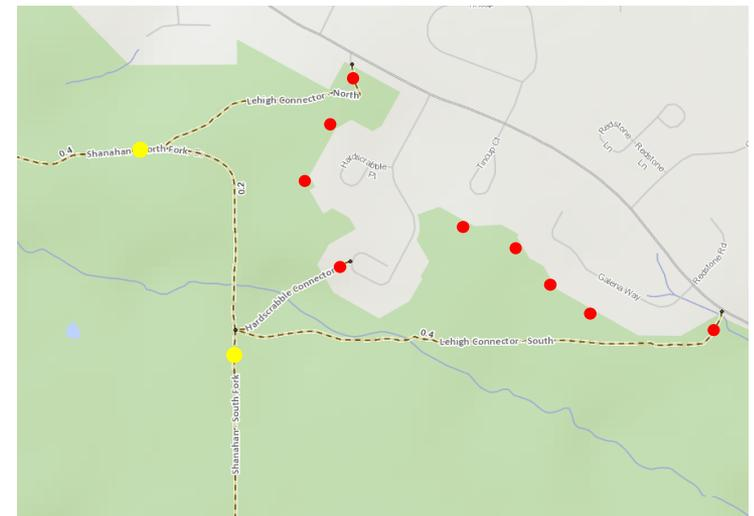 Tincup
Lehigh Connector - North
0.4
Shanahan - North Fork
0.2
Hardscrabble
Pl
Tincup Ct
Redstone
Ln
Redstone
Ln
Hardscrabble Connector
Galena Way
Redstone Rd
0.4
Lehigh Connector - South
Shanahan - South Fork